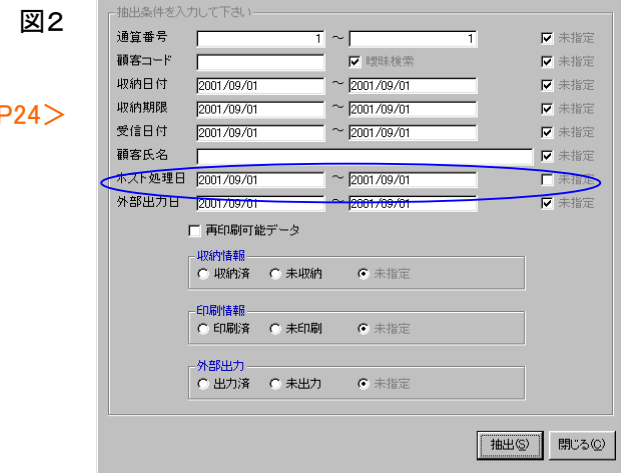 図2
P24>
抽出条件を入力して下さい
通算番号 1 ～ 1 未指定
顧客コード 曖昧検索 未指定
収納日付 2001/09/01 ～ 2001/09/01 未指定
収納期限 2001/09/01 ～ 2001/09/01 未指定
受信日付 2001/09/01 ～ 2001/09/01 未指定
顧客氏名 未指定
ホスト処理日 2001/09/01 ～ 2001/09/01 未指定
外部出力日 2001/09/01 ～ 2001/09/01 未指定
再印刷可能データ
収納情報
収納済 未収納 未指定
印刷情報
印刷済 未印刷 未指定
外部出力
出力済 未出力 未指定
抽出(S) 閉じる(C)